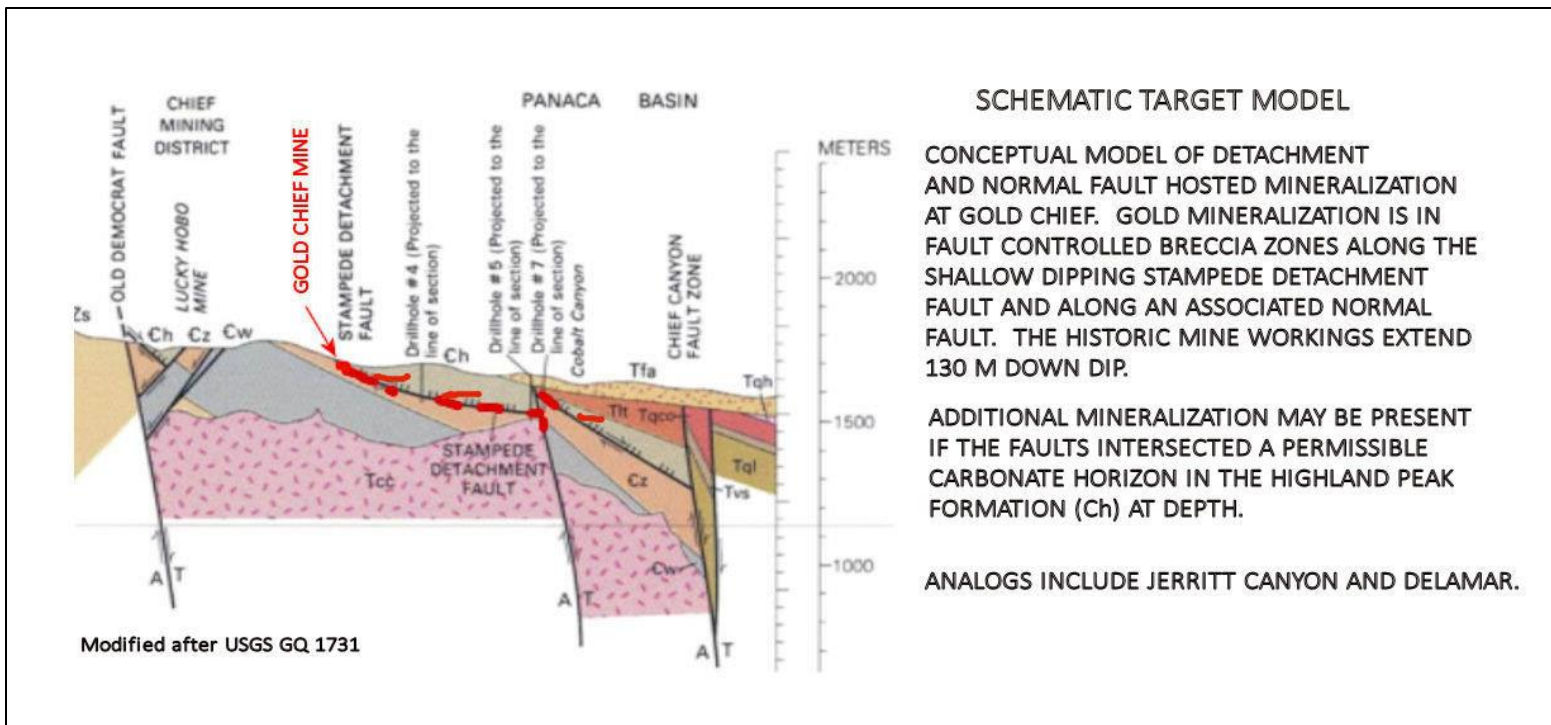 OLD DEMOCRAT FAULT
CHIEF
MINING
DISTRICT
LUCKY HOBO
MINE
GOLD CHIEF MINE
STAMPEDE DETACHMENT
FAULT
Drillhole #4 (Projected to the
line of section)
PANACA BASIN
Drillhole #5 (Projected to the
line of section)
Drillhole #7 (Projected to the
line of section)
Cobalt Canyon
CHIEF CANYON
FAULT ZONE
METERS
2000
1500
1000
Zs
Єh Єz Єw
Єh
Tfa
Tqh
Tlt Tqco
Tql
Tvs
STAMPEDE
DETACHMENT
FAULT
Tcc
Єz
Єw
A T
A T
A T
Modified after USGS GQ 1731
SCHEMATIC TARGET MODEL
CONCEPTUAL MODEL OF DETACHMENT
AND NORMAL FAULT HOSTED MINERALIZATION
AT GOLD CHIEF. GOLD MINERALIZATION IS IN
FAULT CONTROLLED BRECCIA ZONES ALONG THE
SHALLOW DIPPING STAMPEDE DETACHMENT
FAULT AND ALONG AN ASSOCIATED NORMAL
FAULT. THE HISTORIC MINE WORKINGS EXTEND
130 M DOWN DIP.
ADDITIONAL MINERALIZATION MAY BE PRESENT
IF THE FAULTS INTERSECTED A PERMISSIBLE
CARBONATE HORIZON IN THE HIGHLAND PEAK
FORMATION (Ch) AT DEPTH.
ANALOGS INCLUDE JERRITT CANYON AND DELAMAR.